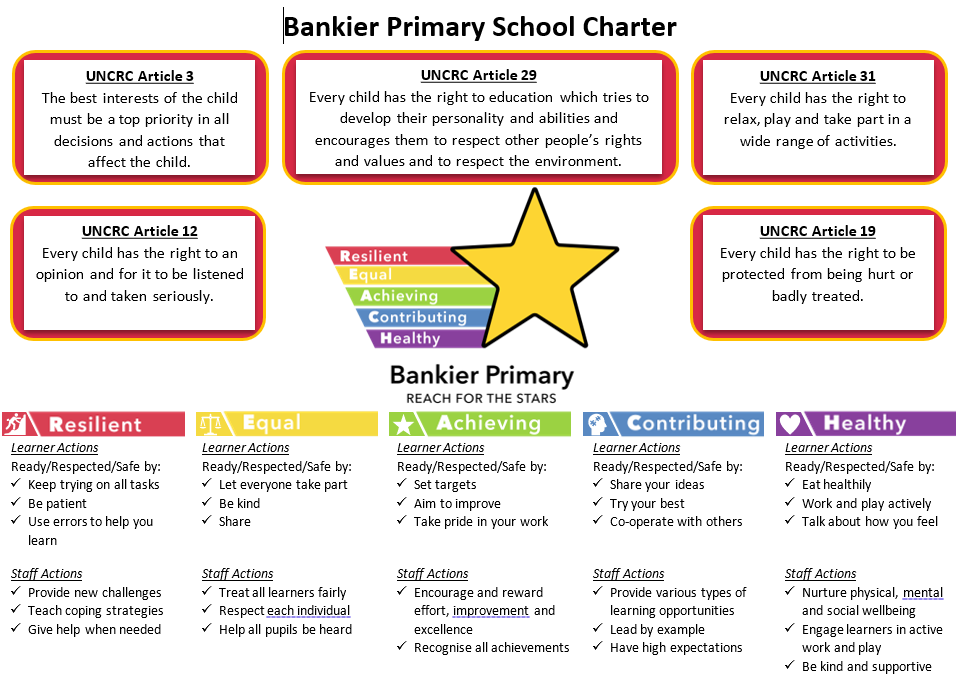 Bankier Primary School Charter
UNCRC Article 3
The best interests of the child
must be a top priority in all
decisions and actions that
affect the child.
UNCRC Article 29
Every child has the right to education which tries to
develop their personality and abilities and
encourages them to respect other people’s rights
and values and to respect the environment.
UNCRC Article 31
Every child has the right to
relax, play and take part in a
wide range of activities.
UNCRC Article 12
Every child has the right to an
opinion and for it to be listened
to and taken seriously.
Resilient
Equal
Achieving
Contributing
Healthy
Bankier Primary
REACH FOR THE STARS
UNCRC Article 19
Every child has the right to be
protected from being hurt or
badly treated.
Resilient
Learner Actions
Ready/Respected/Safe by:
✓ Keep trying on all tasks
✓ Be patient
✓ Use errors to help you
learn
Staff Actions
✓ Provide new challenges
✓ Teach coping strategies
✓ Give help when needed
Equal
Learner Actions
Ready/Respected/Safe by:
✓ Let everyone take part
✓ Be kind
✓ Share
Staff Actions
✓ Treat all learners fairly
✓ Respect each individual
✓ Help all pupils be heard
Achieving
Learner Actions
Ready/Respected/Safe by:
✓ Set targets
✓ Aim to improve
✓ Take pride in your work
Staff Actions
✓ Encourage and reward
effort, improvement and
excellence
✓ Recognise all achievements
Contributing
Learner Actions
Ready/Respected/Safe by:
✓ Share your ideas
✓ Try your best
✓ Co-operate with others
Staff Actions
✓ Provide various types of
learning opportunities
✓ Lead by example
✓ Have high expectations
Healthy
Learner Actions
Ready/Respected/Safe by:
✓ Eat healthily
✓ Work and play actively
✓ Talk about how you feel
Staff Actions
✓ Nurture physical, mental
and social wellbeing
✓ Engage learners in active
work and play
✓ Be kind and supportive